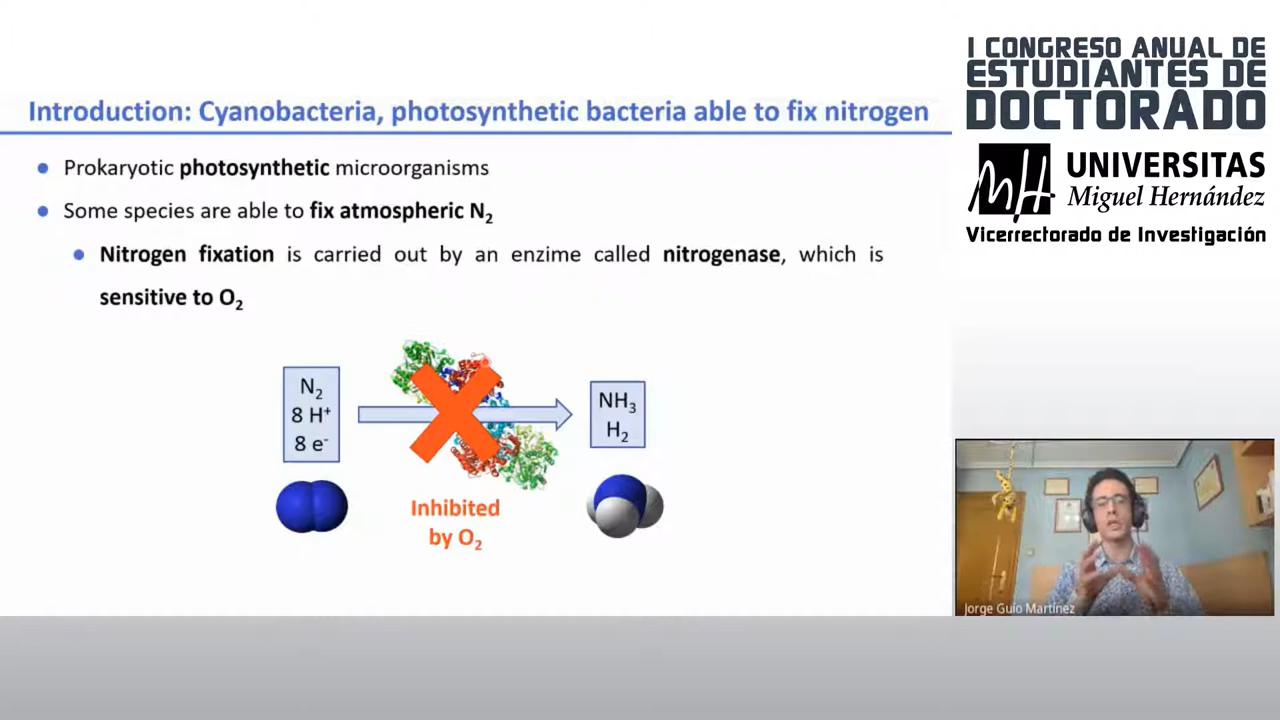 Introduction: Cyanobacteria, photosynthetic bacteria able to fix nitrogen
Prokaryotic photosynthetic microorganisms
Some species are able to fix atmospheric N₂
Nitrogen fixation is carried out by an enzime called nitrogenase, which is
sensitive to O₂
N₂
8 H⁺
8 e⁻
NH₃
H₂
Inhibited
by O₂
I CONGRESO ANUAL DE
ESTUDIANTES DE
DOCTORADO
UNIVERSITAS
Miguel Hernández
Vicerrectorado de Investigación
Jorge Guío Martínez